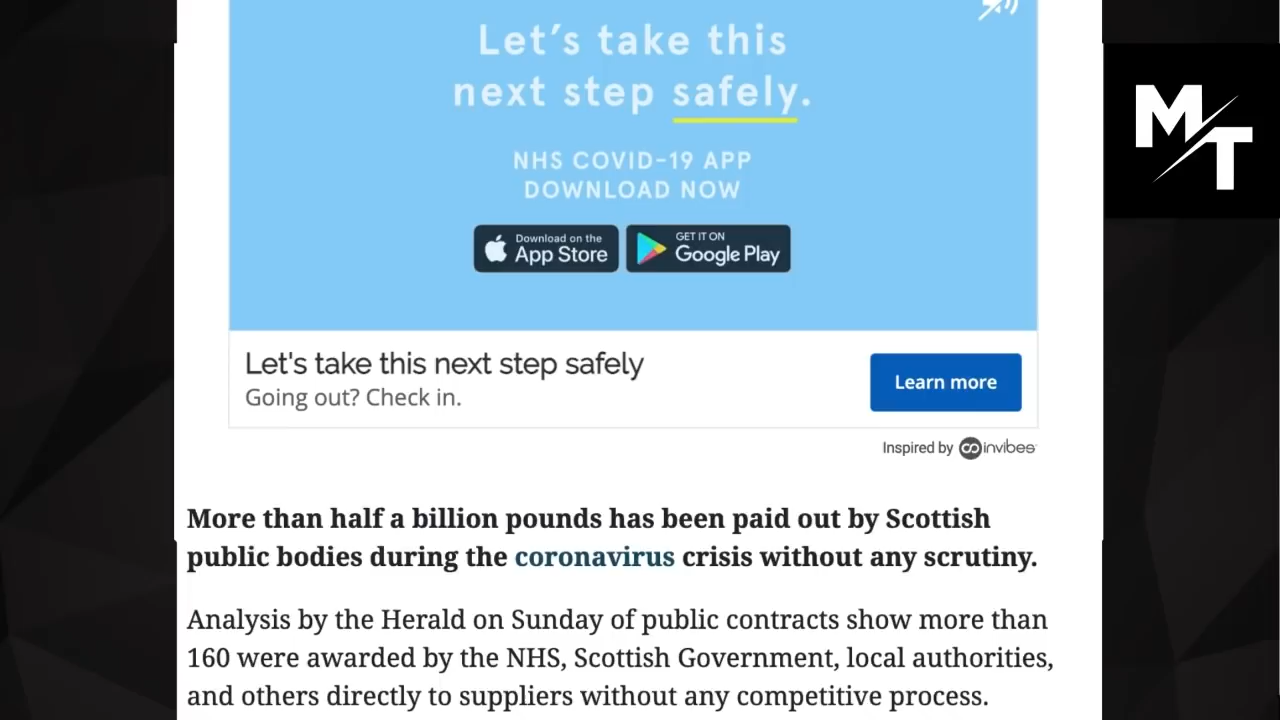 Let’s take this
next step safely.
NHS COVID-19 APP
DOWNLOAD NOW
Download on the
App Store
GET IT ON
Google Play
Let's take this next step safely
Going out? Check in.
Learn more
Inspired by invibes
More than half a billion pounds has been paid out by Scottish
public bodies during the coronavirus crisis without any scrutiny.
Analysis by the Herald on Sunday of public contracts show more than
160 were awarded by the NHS, Scottish Government, local authorities,
and others directly to suppliers without any competitive process.
MT